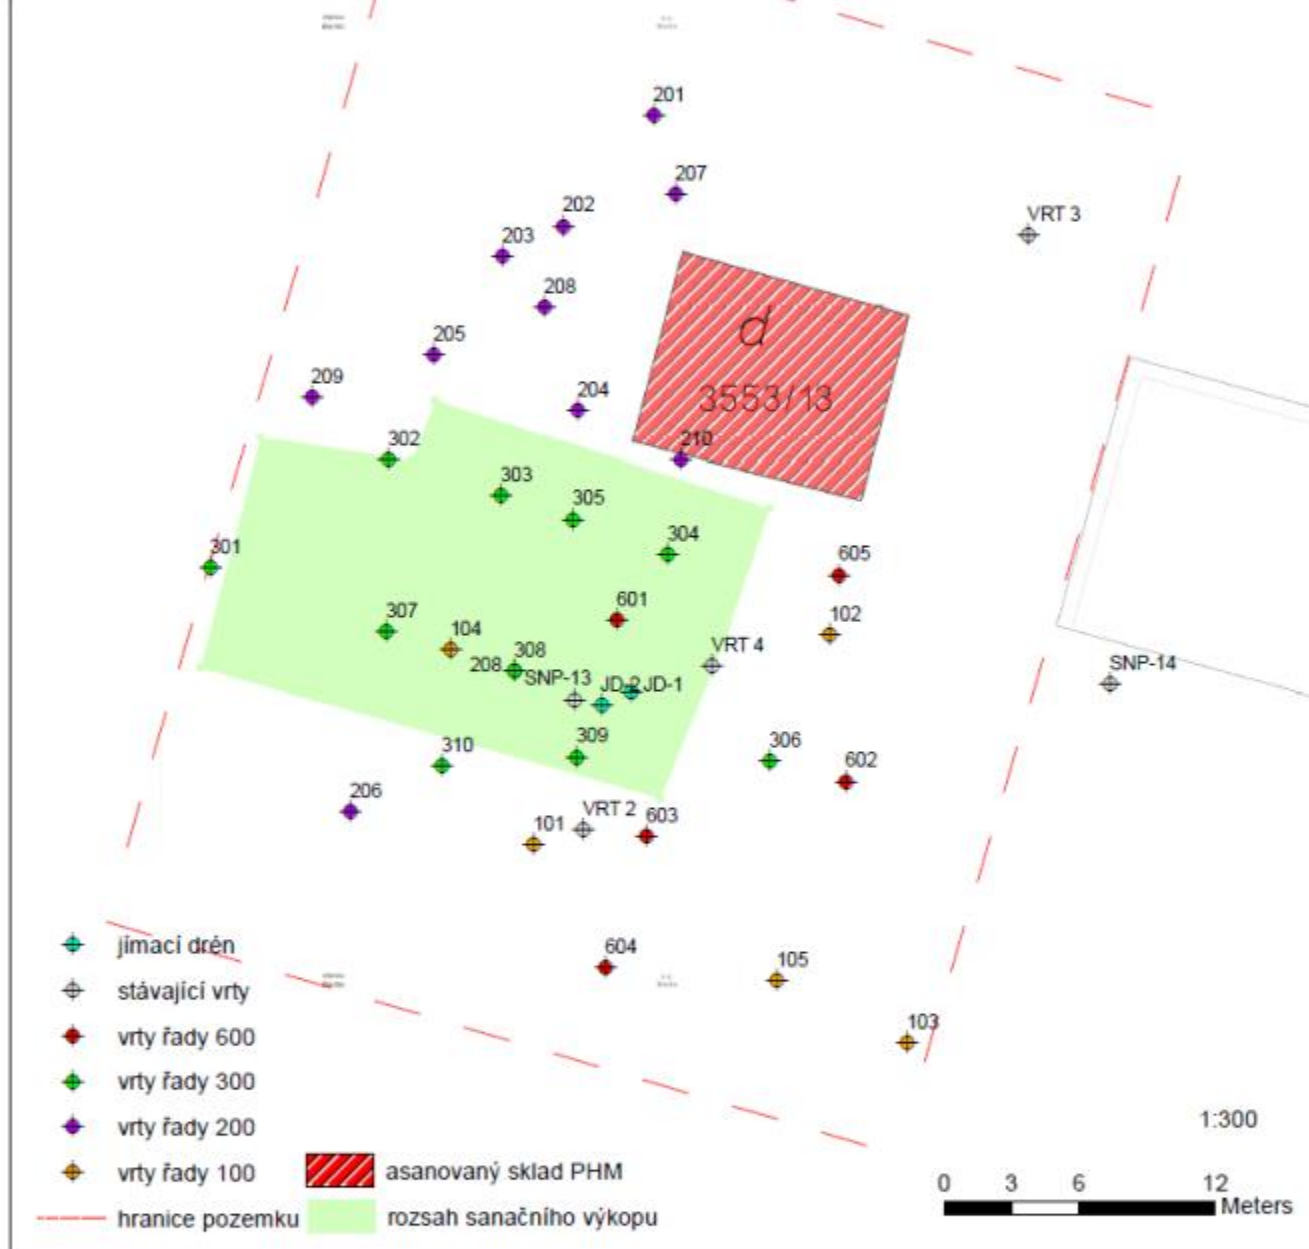 201
207
VRT 3
202
203
208
d
205
209
204
3553/13
210
302
303
305
304
301
605
307
601
102
104
308
VRT 4
208
SNP-13
JD-2
JD-1
SNP-14
309
306
310
602
206
VRT 2
603
101
604
105
103
jímací drén
stávající vrty
vrty řady 600
vrty řady 300
vrty řady 200
vrty řady 100
hranice pozemku
asanovaný sklad PHM
rozsah sanačního výkopu
1:300
0 3 6 12
Meters